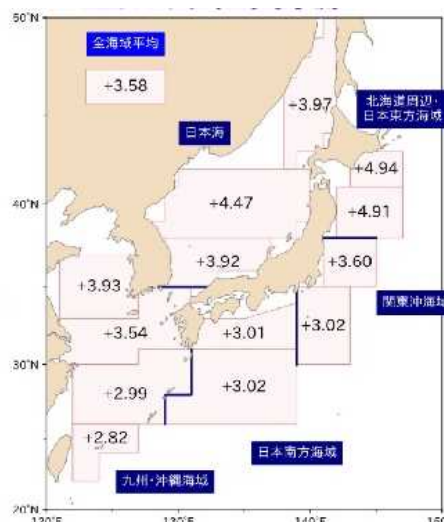 50°N
全海域平均
+3.58
+3.97
北海道周辺・
日本東方海域
日本海
+4.94
40°N
+4.47
+4.91
+3.92
+3.60
+3.93
関東沖海域
+3.54
+3.01
+3.02
30°N
+2.99
+3.02
+2.82
日本南方海域
九州・沖縄海域
20°N